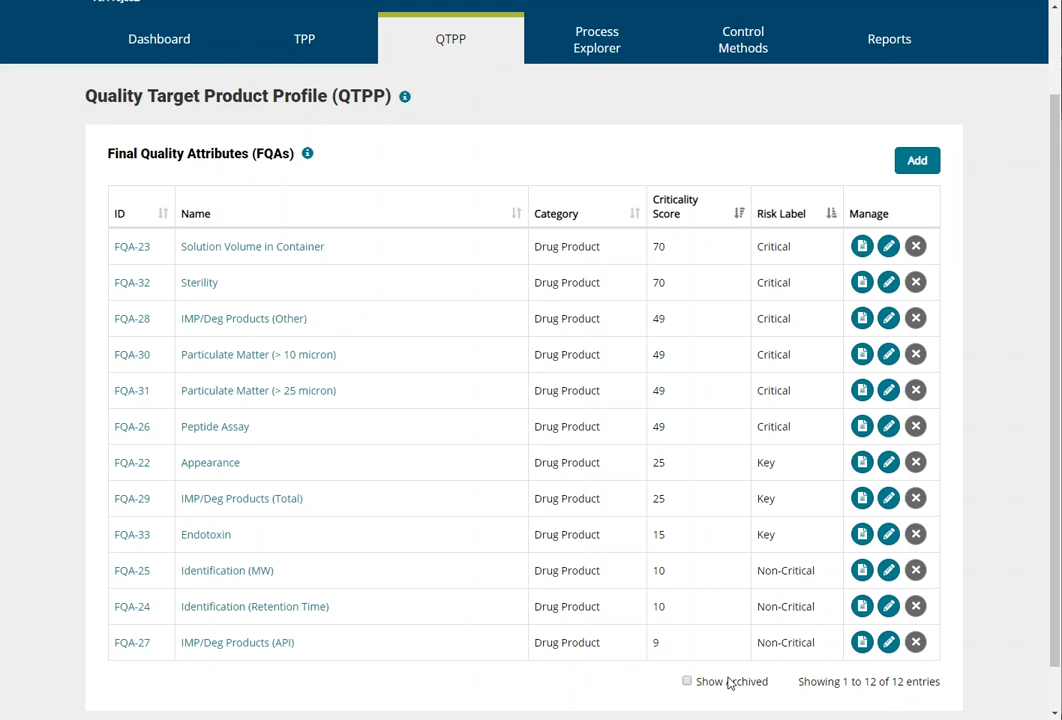 Dashboard
TPP
QTPP
Process
Explorer
Control
Methods
Reports
Quality Target Product Profile (QTPP)
Final Quality Attributes (FQAs)
Add
ID Name Category Criticality Score Risk Label Manage
FQA-23 Solution Volume in Container Drug Product 70 Critical
FQA-32 Sterility Drug Product 70 Critical
FQA-28 IMP/Deg Products (Other) Drug Product 49 Critical
FQA-30 Particulate Matter (> 10 micron) Drug Product 49 Critical
FQA-31 Particulate Matter (> 25 micron) Drug Product 49 Critical
FQA-26 Peptide Assay Drug Product 49 Critical
FQA-22 Appearance Drug Product 25 Key
FQA-29 IMP/Deg Products (Total) Drug Product 25 Key
FQA-33 Endotoxin Drug Product 15 Key
FQA-25 Identification (MW) Drug Product 10 Non-Critical
FQA-24 Identification (Retention Time) Drug Product 10 Non-Critical
FQA-27 IMP/Deg Products (API) Drug Product 9 Non-Critical
Show Archived Showing 1 to 12 of 12 entries